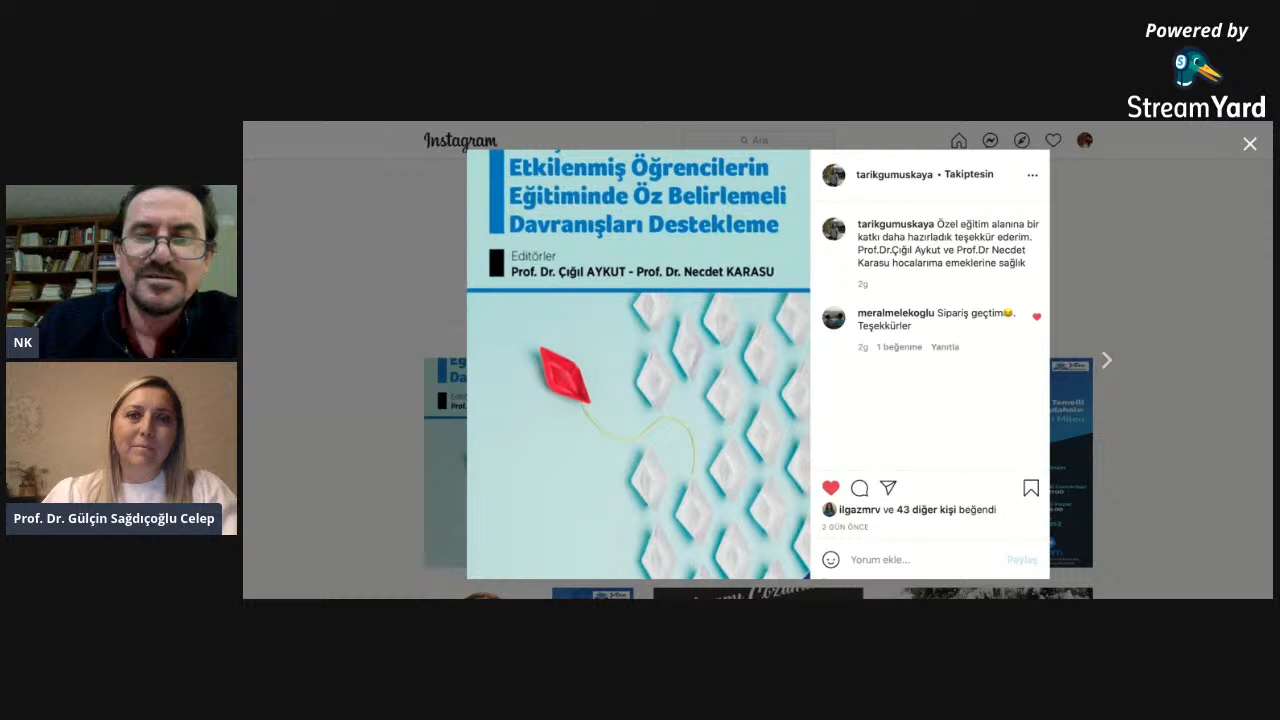 Powered by
StreamYard
Instagram
Ara
Etkilenmiş Öğrencilerin
Eğitiminde Öz Belirlemeli
Davranışları Destekleme
Editörler
Prof. Dr. Çığıl AYKUT - Prof. Dr. Necdet KARASU
tarikgumuskaya • Takiptesin
tarikgumuskaya Özel eğitim alanına bir
katkı daha hazırladık teşekkür ederim.
Prof.Dr.Çığıl Aykut ve Prof.Dr Necdet
Karasu hocalarıma emeklerine sağlık
2g
meralmelekoglu Sipariş geçtim😂.
Teşekkürler
2g 1 beğenme Yanıtla
ilgazmrv ve 43 diğer kişi beğendi
2 GÜN ÖNCE
Yorum ekle...
Paylaş
NK
Prof. Dr. Gülçin Sağdıçoğlu Celep